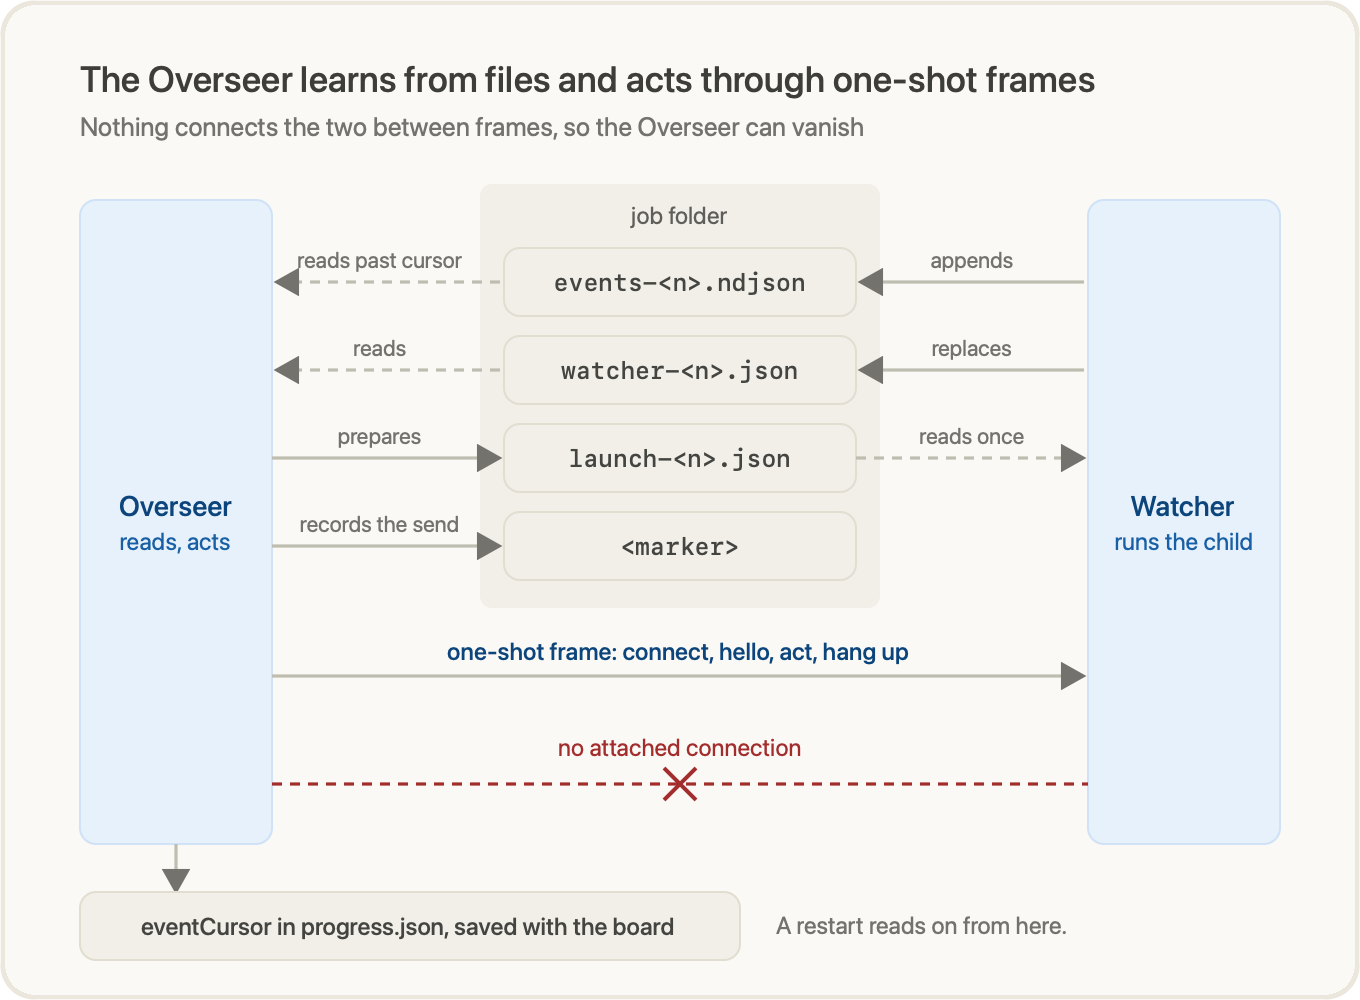 The Overseer learns from files and acts through one-shot frames
Nothing connects the two between frames, so the Overseer can vanish
job folder
reads past cursor
events-<n>.ndjson
appends
reads
watcher-<n>.json
replaces
prepares
launch-<n>.json
reads once
records the send
<marker>
Overseer
reads, acts
Watcher
runs the child
one-shot frame: connect, hello, act, hang up
no attached connection
eventCursor in progress.json, saved with the board
A restart reads on from here.